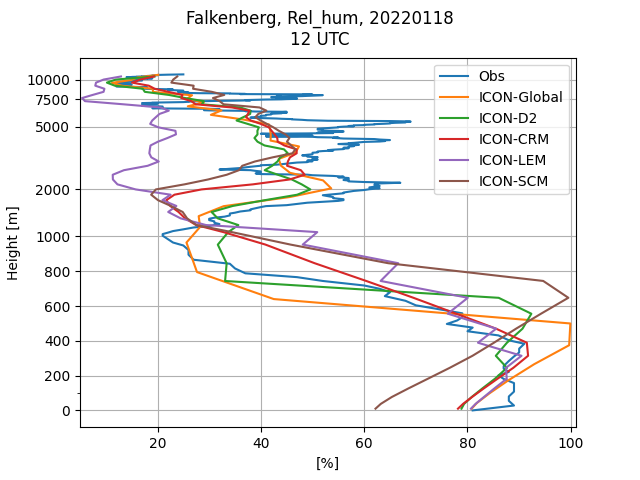 Falkenberg, Rel_hum, 20220118
12 UTC
Obs
ICON-Global
ICON-D2
ICON-CRM
ICON-LEM
ICON-SCM
10000
7500
5000
2000
1000
800
600
400
200
0
Height [m]
20 40 60 80 100
[%]